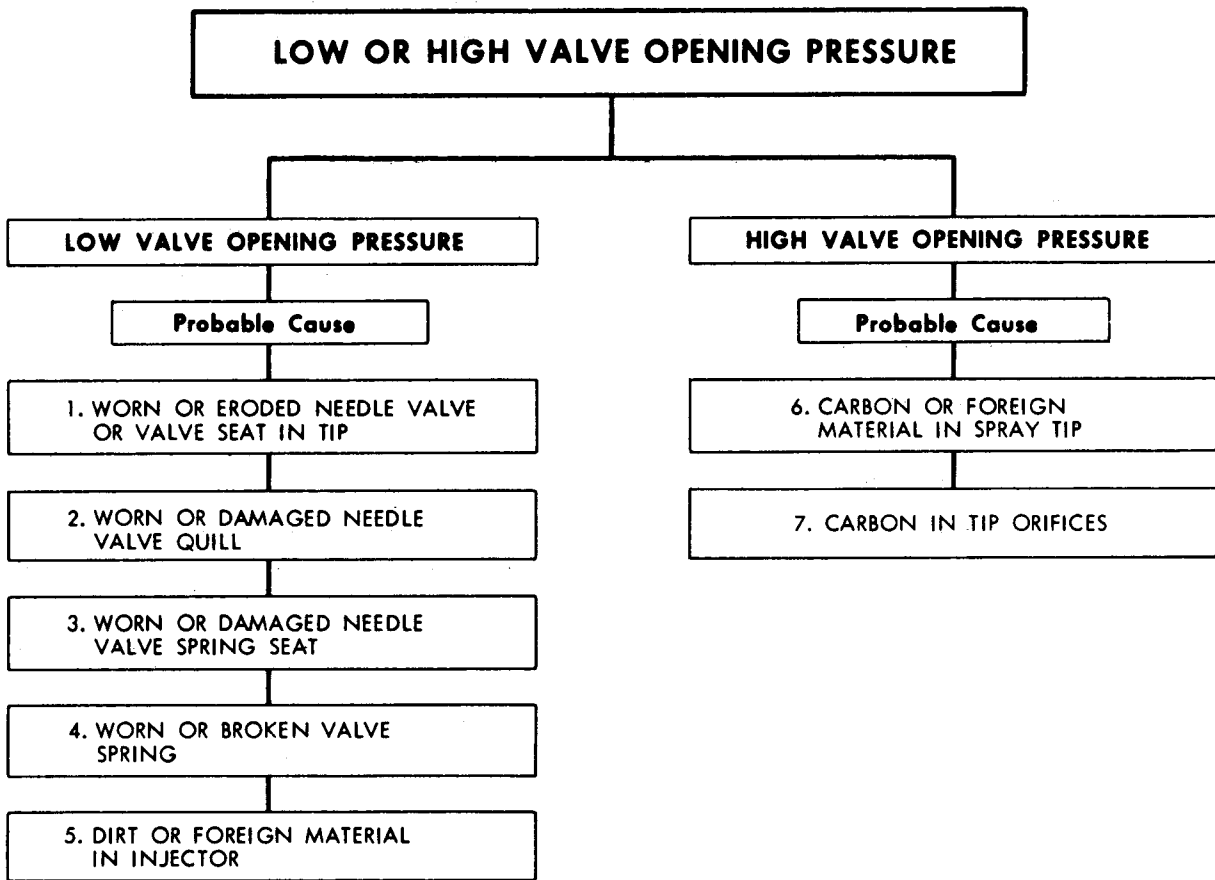 LOW OR HIGH VALVE OPENING PRESSURE
LOW VALVE OPENING PRESSURE
Probable Cause
1. WORN OR ERODED NEEDLE VALVE
OR VALVE SEAT IN TIP
2. WORN OR DAMAGED NEEDLE
VALVE QUILL
3. WORN OR DAMAGED NEEDLE
VALVE SPRING SEAT
4. WORN OR BROKEN VALVE
SPRING
5. DIRT OR FOREIGN MATERIAL
IN INJECTOR
HIGH VALVE OPENING PRESSURE
Probable Cause
6. CARBON OR FOREIGN
MATERIAL IN SPRAY TIP
7. CARBON IN TIP ORIFICES